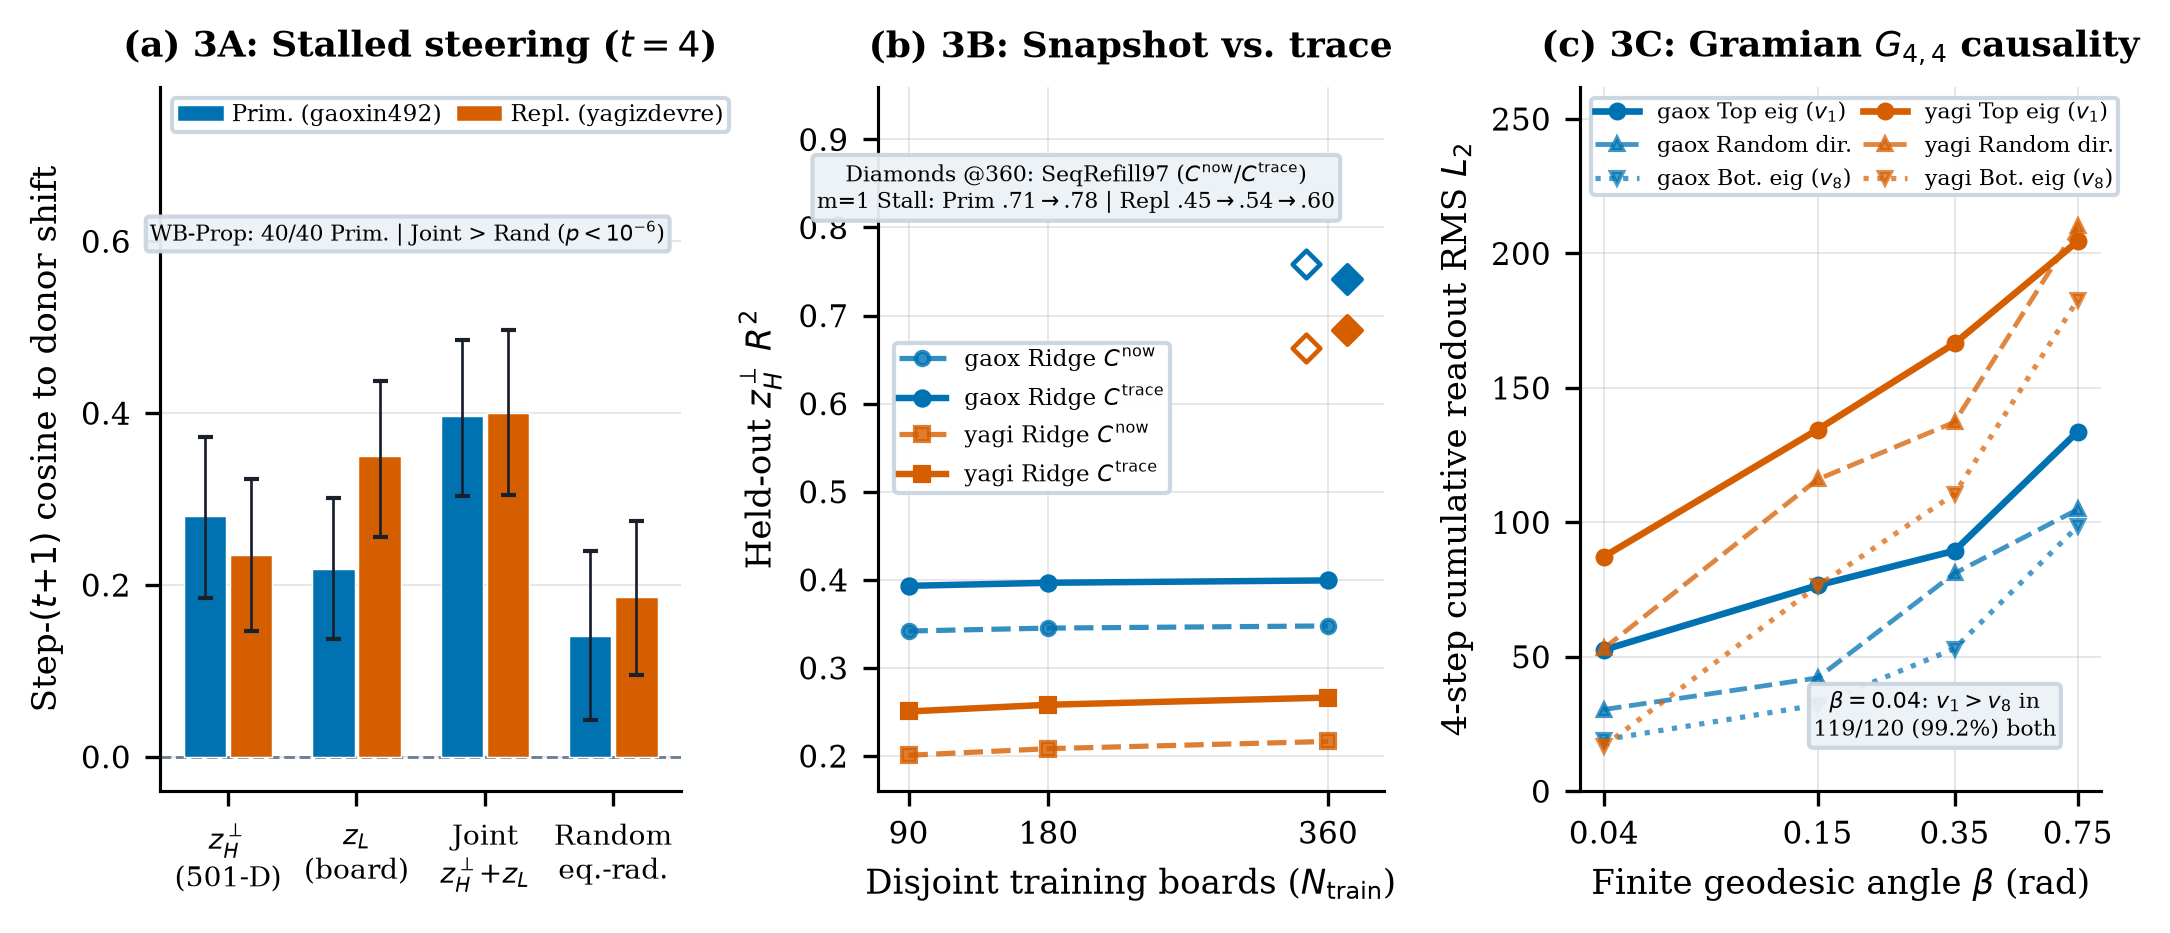 (a) 3A: Stalled steering (t = 4)
Prim. (gaoxin492) Repl. (yagizdevre)
WB-Prop: 40/40 Prim. | Joint > Rand (p < 10⁻⁶)
Step-(t+1) cosine to donor shift
0.6
0.4
0.2
0.0
z_H^⊥
(501-D)
z_L
(board)
Joint
z_H^⊥+z_L
Random
eq.-rad.
(b) 3B: Snapshot vs. trace
Diamonds @360: SeqRefill97 (C^now/C^trace)
m=1 Stall: Prim .71→.78 | Repl .45→.54→.60
Held-out z_H^⊥ R²
0.9
0.8
0.7
0.6
0.5
0.4
0.3
0.2
gaox Ridge C^now
gaox Ridge C^trace
yagi Ridge C^now
yagi Ridge C^trace
90 180 360
Disjoint training boards (N_train)
(c) 3C: Gramian G_4,4 causality
gaox Top eig (v₁) yagi Top eig (v₁)
gaox Random dir. yagi Random dir.
gaox Bot. eig (v₈) yagi Bot. eig (v₈)
4-step cumulative readout RMS L₂
250
200
150
100
50
0
β = 0.04: v₁ > v₈ in
119/120 (99.2%) both
0.04 0.15 0.35 0.75
Finite geodesic angle β (rad)